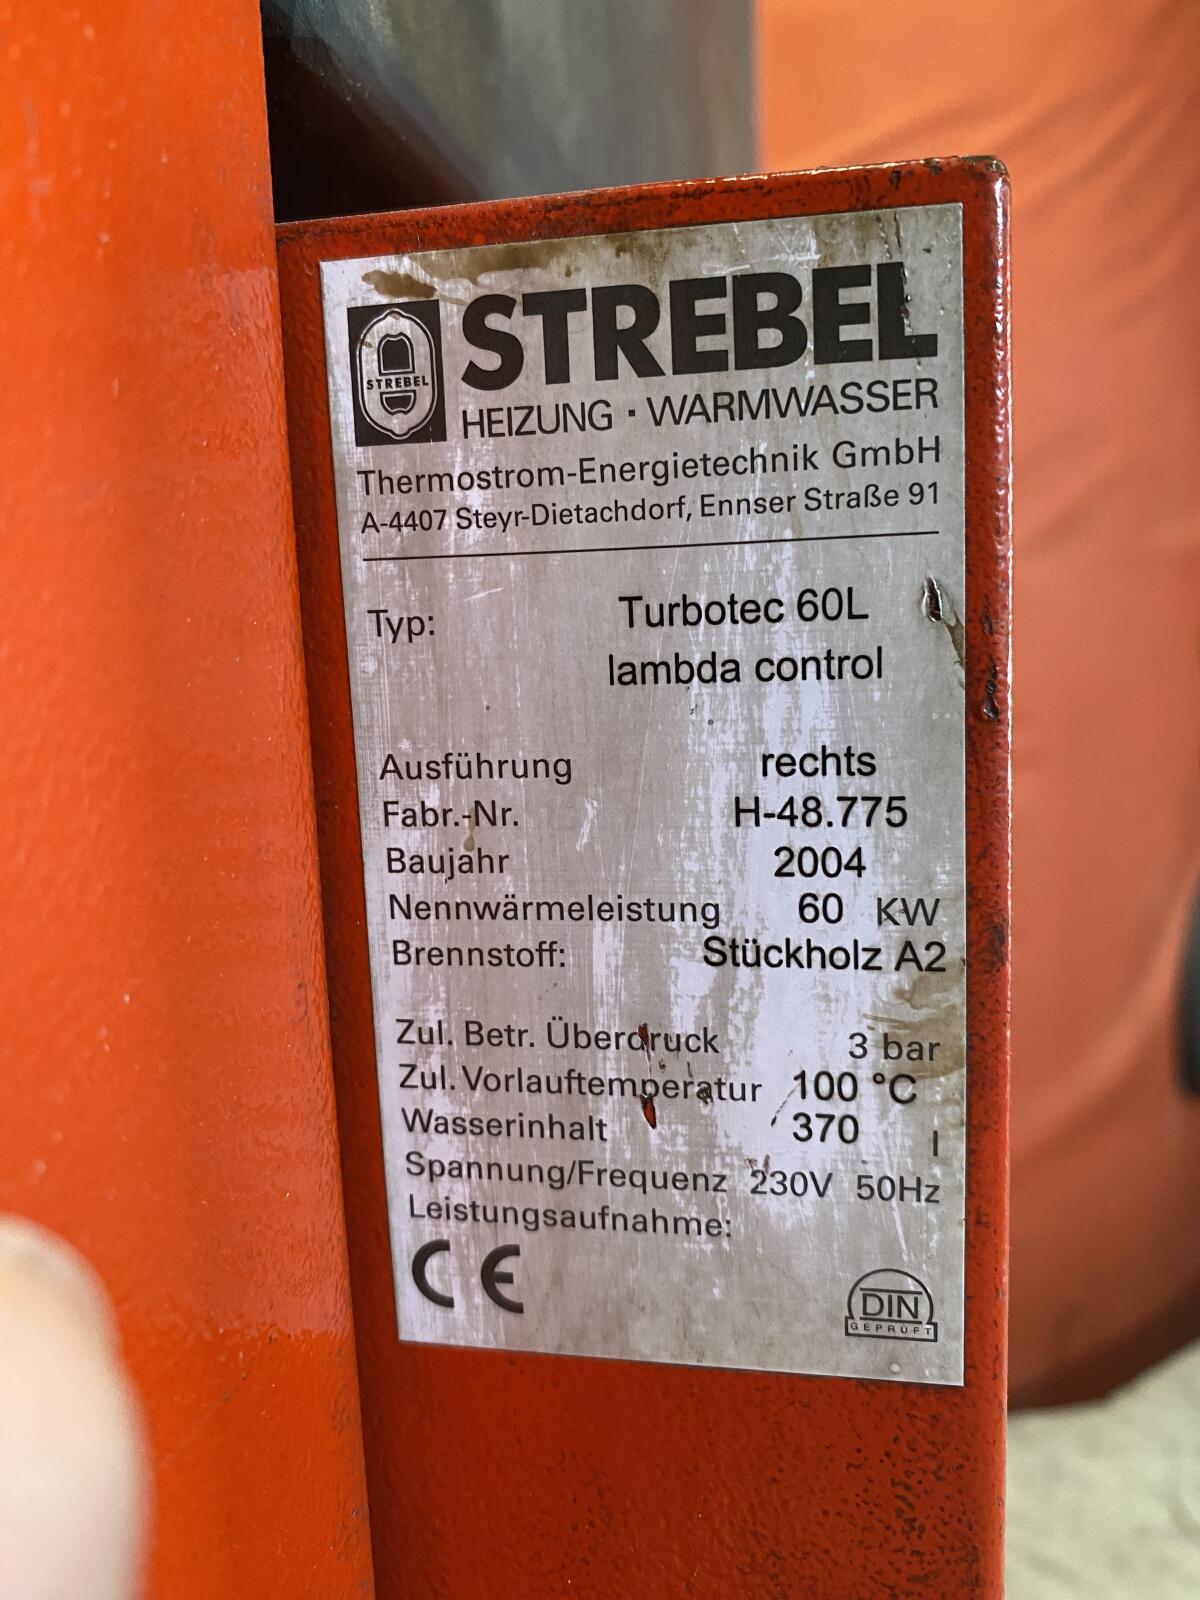 STREBEL
STREBEL
HEIZUNG · WARMWASSER
Thermostrom-Energietechnik GmbH
A-4407 Steyr-Dietachdorf, Ennser Straße 91
Typ: Turbotec 60L
lambda control
Ausführung rechts
Fabr.-Nr. H-48.775
Baujahr 2004
Nennwärmeleistung 60 KW
Brennstoff: Stückholz A2
Zul. Betr. Überdruck 3 bar
Zul. Vorlauftemperatur 100 °C
Wasserinhalt 370 l
Spannung/Frequenz 230V 50Hz
Leistungsaufnahme:
CE
DIN
GEPRÜFT